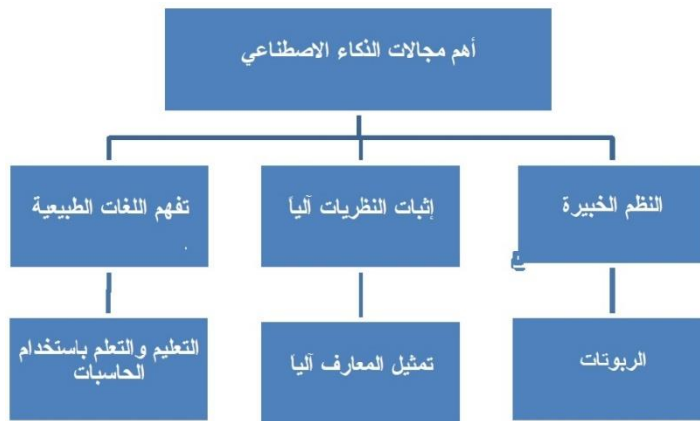 أهم مجالات الذكاء الاصطناعي
النظم الخبيرة
إثبات النظريات آلياً
تفهم اللغات الطبيعية
.
الربوتات
تمثيل المعارف آلياً
التعليم والتعلم باستخدام
الحاسبات